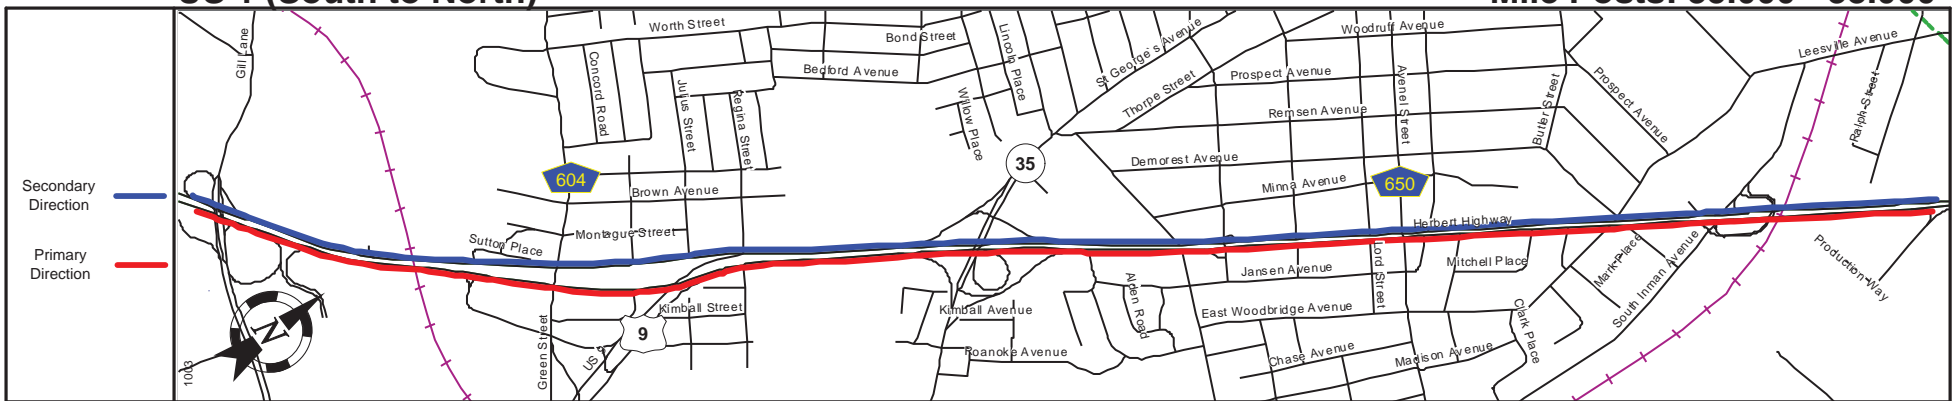 Secondary
Direction
Primary
Direction
Gill Lane
Worth Street
Bond Street
Bedford Avenue
Concord Road
Julius Street
Regina Street
Lincoln Place
Willow Place
St George's Avenue
Thorpe Street
Woodruff Avenue
Prospect Avenue
Remsen Avenue
Demorest Avenue
Minna Avenue
Avenel Street
Butler Street
Prospect Avenue
Leesville Avenue
Ralph Street
604
35
650
Brown Avenue
Montague Street
Sutton Place
Herbert Highway
Jansen Avenue
Lord Street
Mitchell Place
Mark Place
South Inman Avenue
Production Way
Kimball Street
9
US 9
Green Street
Kimball Avenue
Roanoke Avenue
Alden Road
East Woodbridge Avenue
Chase Avenue
Madison Avenue
Clark Place
N
1003